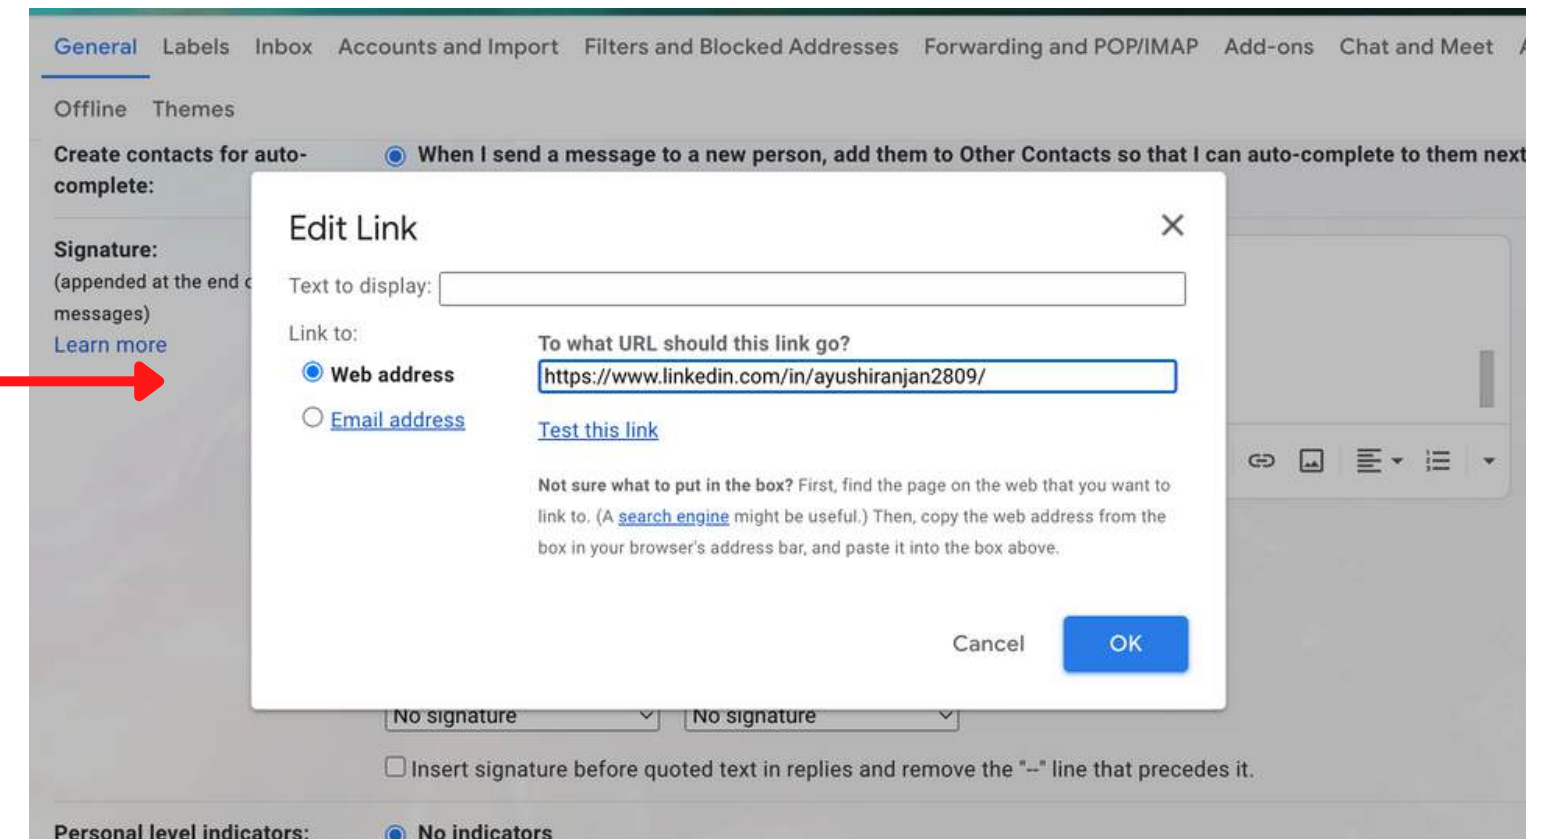 General Labels Inbox Accounts and Import Filters and Blocked Addresses Forwarding and POP/IMAP Add-ons Chat and Meet
Offline Themes
Create contacts for auto-
complete:
When I send a message to a new person, add them to Other Contacts so that I can auto-complete to them next
Signature:
(appended at the end
messages)
Learn more
Edit Link
Text to display:
Link to:
Web address
Email address
To what URL should this link go?
https://www.linkedin.com/in/ayushiranjan2809/
Test this link
Not sure what to put in the box? First, find the page on the web that you want to
link to. (A search engine might be useful.) Then, copy the web address from the
box in your browser's address bar, and paste it into the box above.
Cancel OK
No signature No signature
Insert signature before quoted text in replies and remove the "--" line that precedes it.
Personal level indicators: No indicators